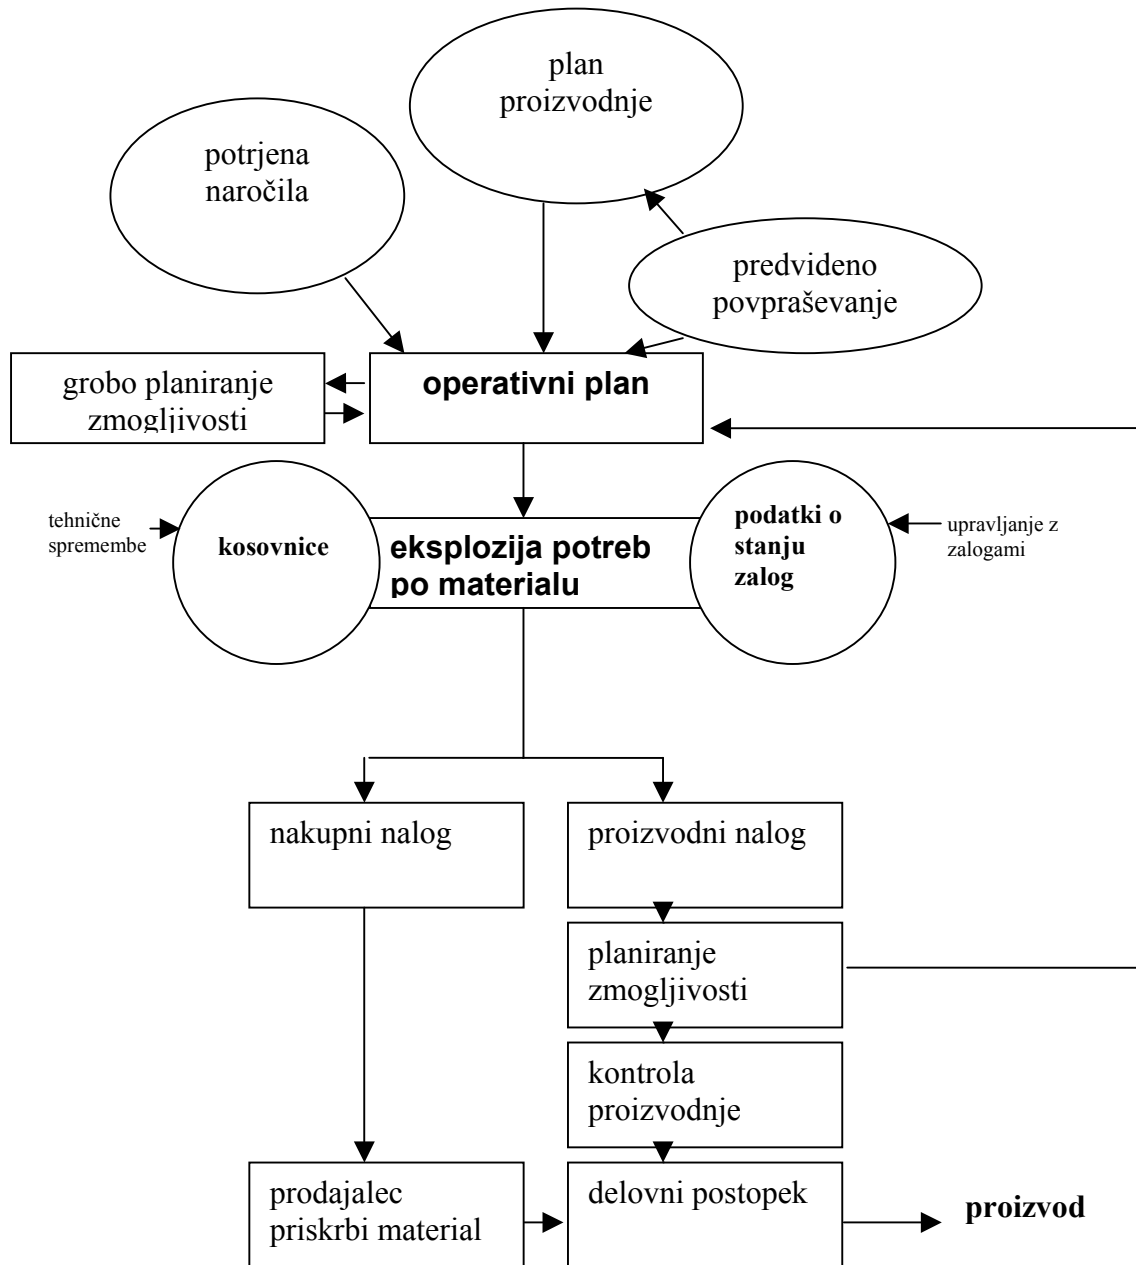 plan
proizvodnje
potrjena
naročila
predvideno
povpraševanje
grobo planiranje
zmogljivosti
operativni plan
tehnične
spremembe
kosovnice
eksplozija potreb
po materialu
podatki o
stanju
zalog
upravljanje z
zalogami
nakupni nalog
proizvodni nalog
planiranje
zmogljivosti
kontrola
proizvodnje
prodajalec
priskrbi material
delovni postopek
proizvod